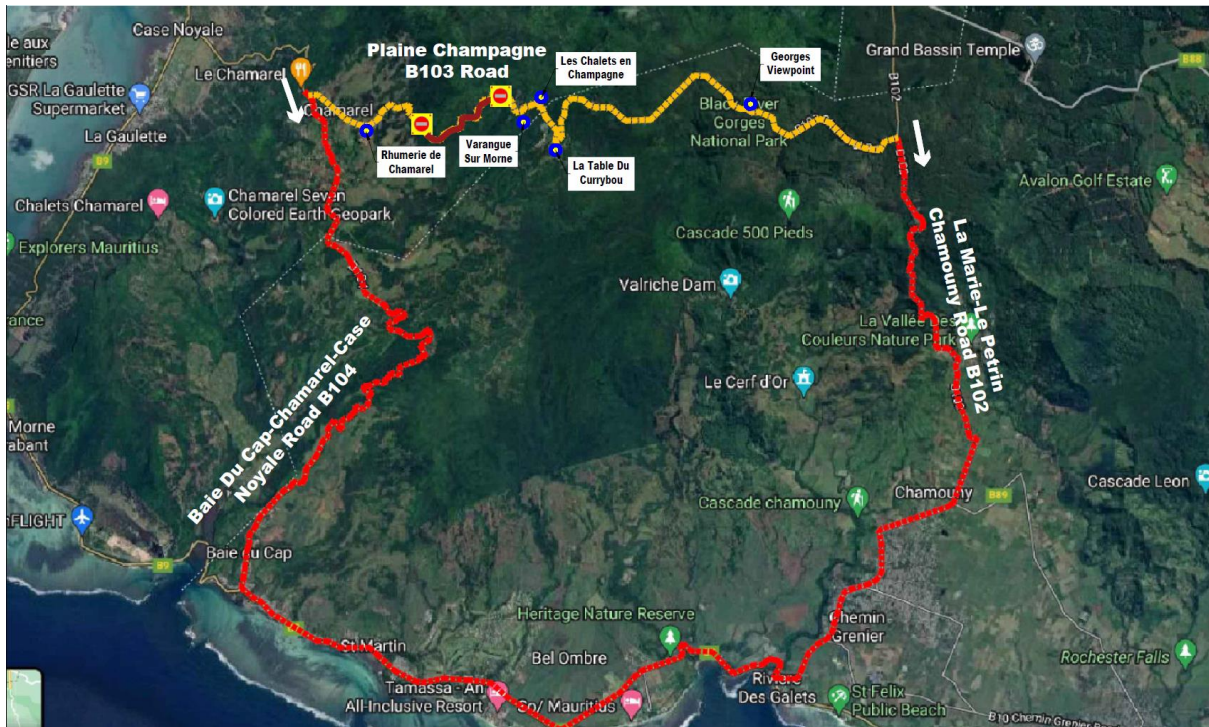 Case Noyale
Le Chamarel
GSR La Gaulette
Supermarket
La Gaulette
B9
Chamarel
Plaine Champagne
B103 Road
Les Chalets en
Champagne
Georges
Viewpoint
Grand Bassin Temple
B102
B88
Rhumerie de
Chamarel
Varangue
Sur Morne
La Table Du
Currybou
Gorges
National Park
Chalets Chamarel
Chamarel Seven
Colored Earth Geopark
Explorers Mauritius
Cascade 500 Pieds
Avalon Golf Estate
Valriche Dam
La Marie-Le Petrin
Chamouny Road B102
La Vallée Des
Couleurs Nature Park
Le Cerf d'Or
Baie Du Cap-Chamarel-Case
Noyale Road B104
Morne
Cascade chamouny
Chamouny
B89
Cascade Leon
B9
Baie du Cap
Heritage Nature Reserve
Chemin
Grenier
St Martin
Bel Ombre
Rochester Falls
Tamassa - An
All-Inclusive Resort
So/ Mauritius
Rivière
Des Galets
St Felix
Public Beach
B10 Chemin Grenier